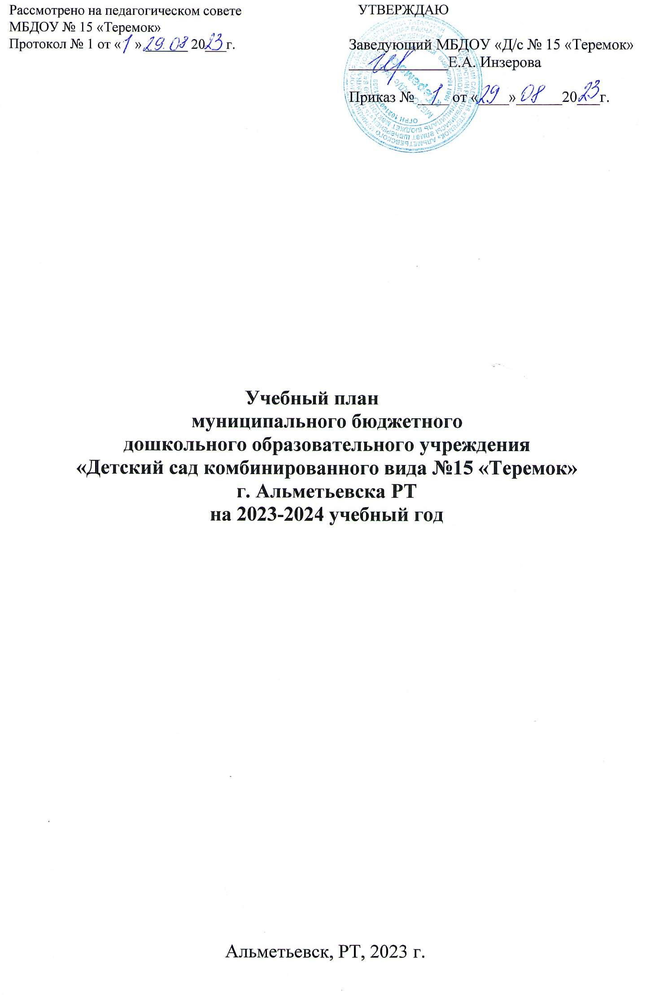 Рассмотрено на педагогическом совете
МБДОУ № 15 «Теремок»
Протокол № 1 от «1 » 29.08 2023 г.
УТВЕРЖДАЮ
Заведующий МБДОУ «Д/с № 15 «Теремок»
_____________Е.А. Инзерова
Приказ № 1 от «29»08 2023г.
Учебный план
муниципального бюджетного
дошкольного образовательного учреждения
«Детский сад комбинированного вида №15 «Теремок»
г. Альметьевска РТ
на 2023-2024 учебный год
Альметьевск, РТ, 2023 г.